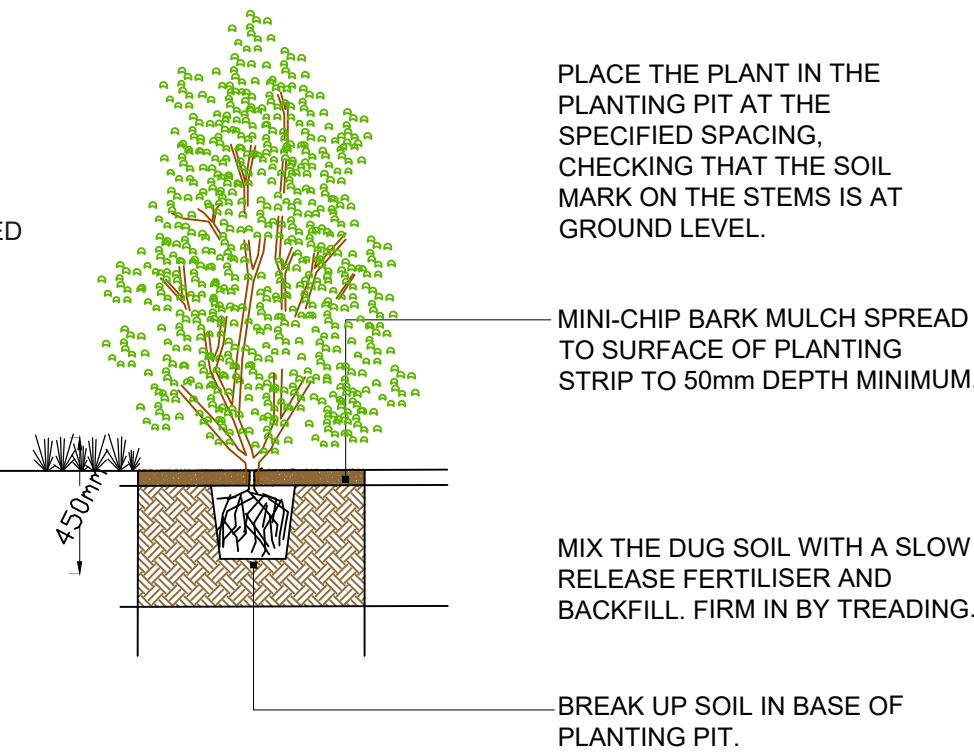 PLACE THE PLANT IN THE
PLANTING PIT AT THE
SPECIFIED SPACING,
CHECKING THAT THE SOIL
MARK ON THE STEMS IS AT
GROUND LEVEL.
ED
MINI-CHIP BARK MULCH SPREAD
TO SURFACE OF PLANTING
STRIP TO 50mm DEPTH MINIMUM.
450mm
MIX THE DUG SOIL WITH A SLOW
RELEASE FERTILISER AND
BACKFILL. FIRM IN BY TREADING.
BREAK UP SOIL IN BASE OF
PLANTING PIT.